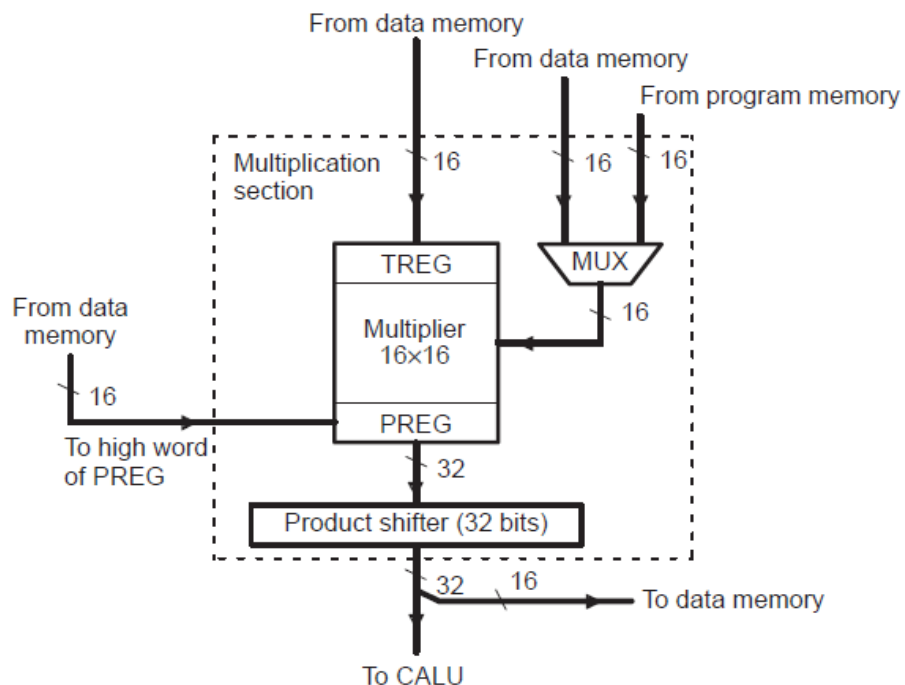 From data memory
From data memory
From program memory
16
16
16
Multiplication
section
TREG
MUX
From data
memory
Multiplier
16×16
16
16
PREG
To high word
of PREG
32
Product shifter (32 bits)
32
16
To data memory
To CALU